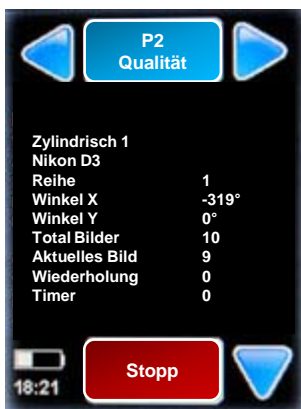 P2
Qualität
Zylindrisch 1
Nikon D3
Reihe 1
Winkel X -319°
Winkel Y 0°
Total Bilder 10
Aktuelles Bild 9
Wiederholung 0
Timer 0
Stopp
18:21